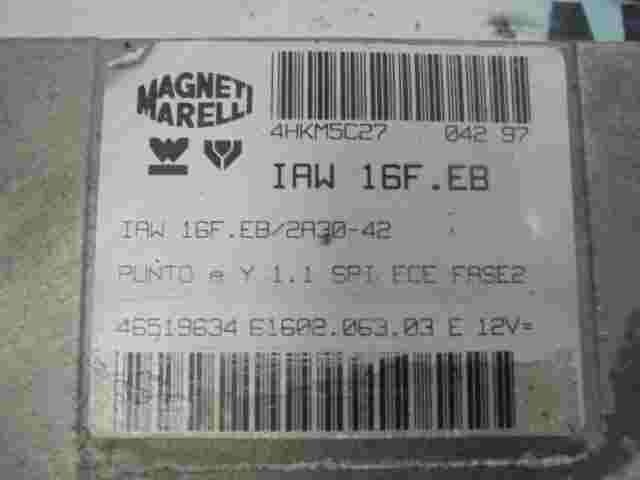 MAGNETI
MARELLI
4HKM5C27 042 97
IAW 16F.EB
IAW 16F.EB/2A30-42
PUNTO e Y 1.1 SPI ECE FASE2
46519634 61602.063.03 E 12V=